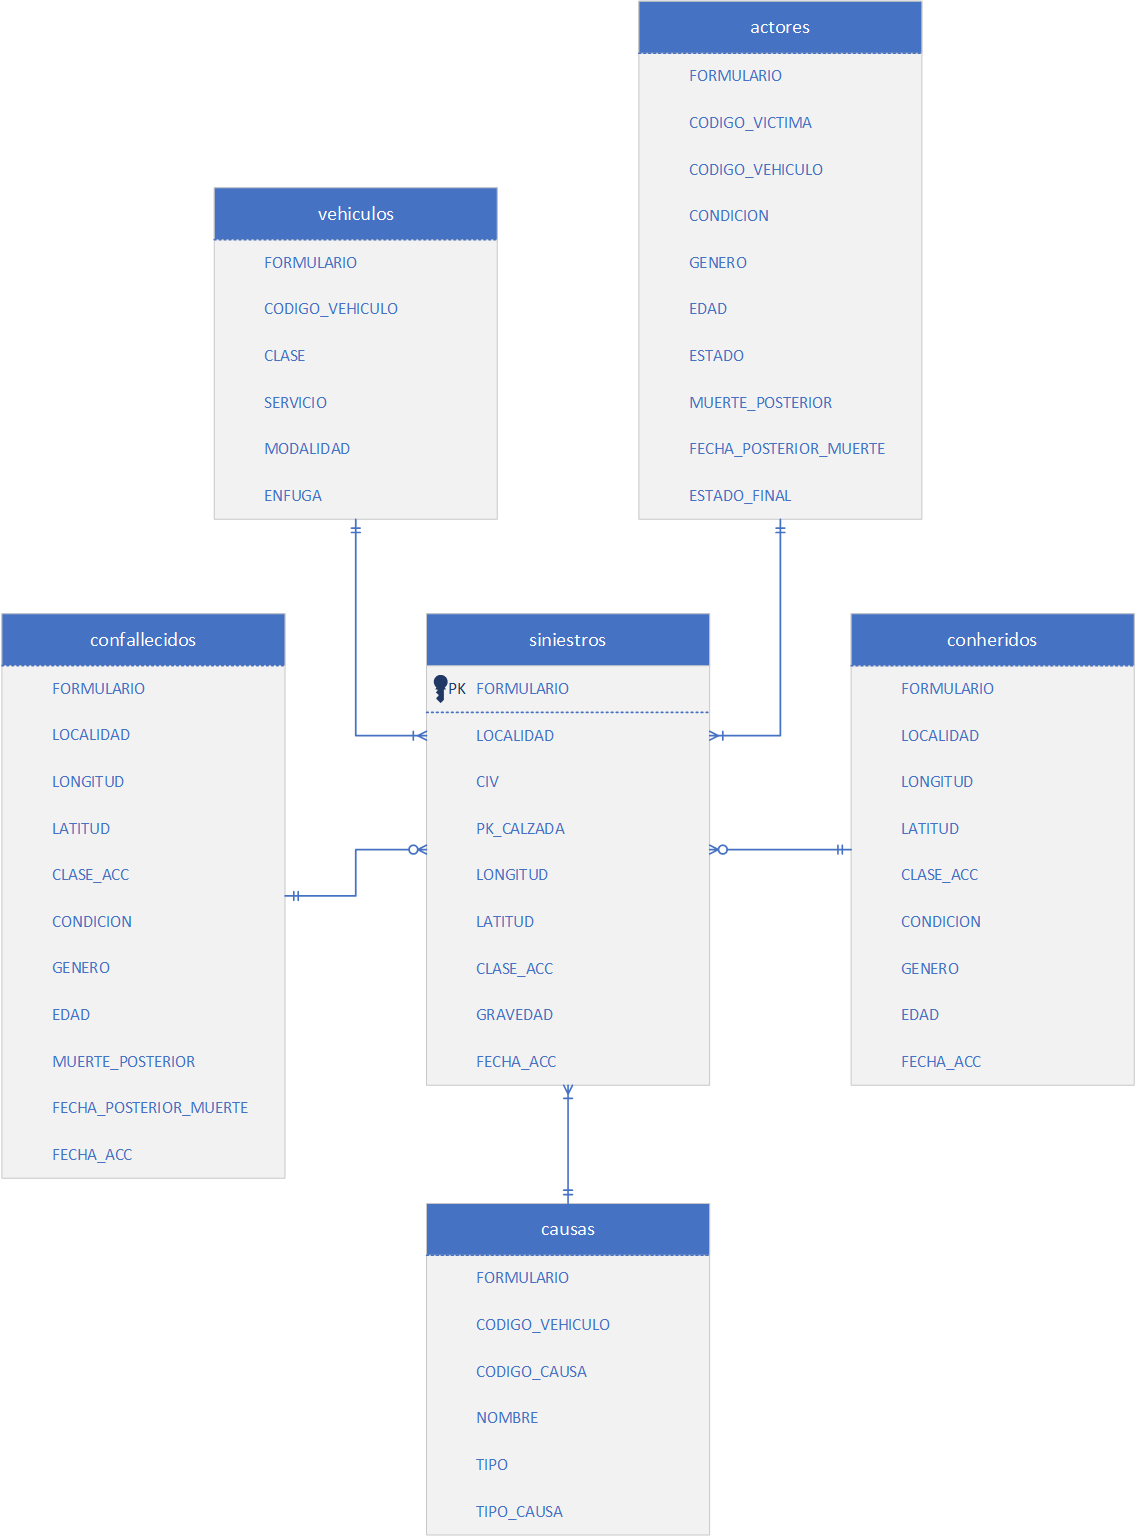 actores
FORMULARIO
CODIGO_VICTIMA
CODIGO_VEHICULO
CONDICION
GENERO
EDAD
ESTADO
MUERTE_POSTERIOR
FECHA_POSTERIOR_MUERTE
ESTADO_FINAL
vehiculos
FORMULARIO
CODIGO_VEHICULO
CLASE
SERVICIO
MODALIDAD
ENFUGA
confallecidos
FORMULARIO
LOCALIDAD
LONGITUD
LATITUD
CLASE_ACC
CONDICION
GENERO
EDAD
MUERTE_POSTERIOR
FECHA_POSTERIOR_MUERTE
FECHA_ACC
siniestros
PK FORMULARIO
LOCALIDAD
CIV
PK_CALZADA
LONGITUD
LATITUD
CLASE_ACC
GRAVEDAD
FECHA_ACC
conheridos
FORMULARIO
LOCALIDAD
LONGITUD
LATITUD
CLASE_ACC
CONDICION
GENERO
EDAD
FECHA_ACC
causas
FORMULARIO
CODIGO_VEHICULO
CODIGO_CAUSA
NOMBRE
TIPO
TIPO_CAUSA